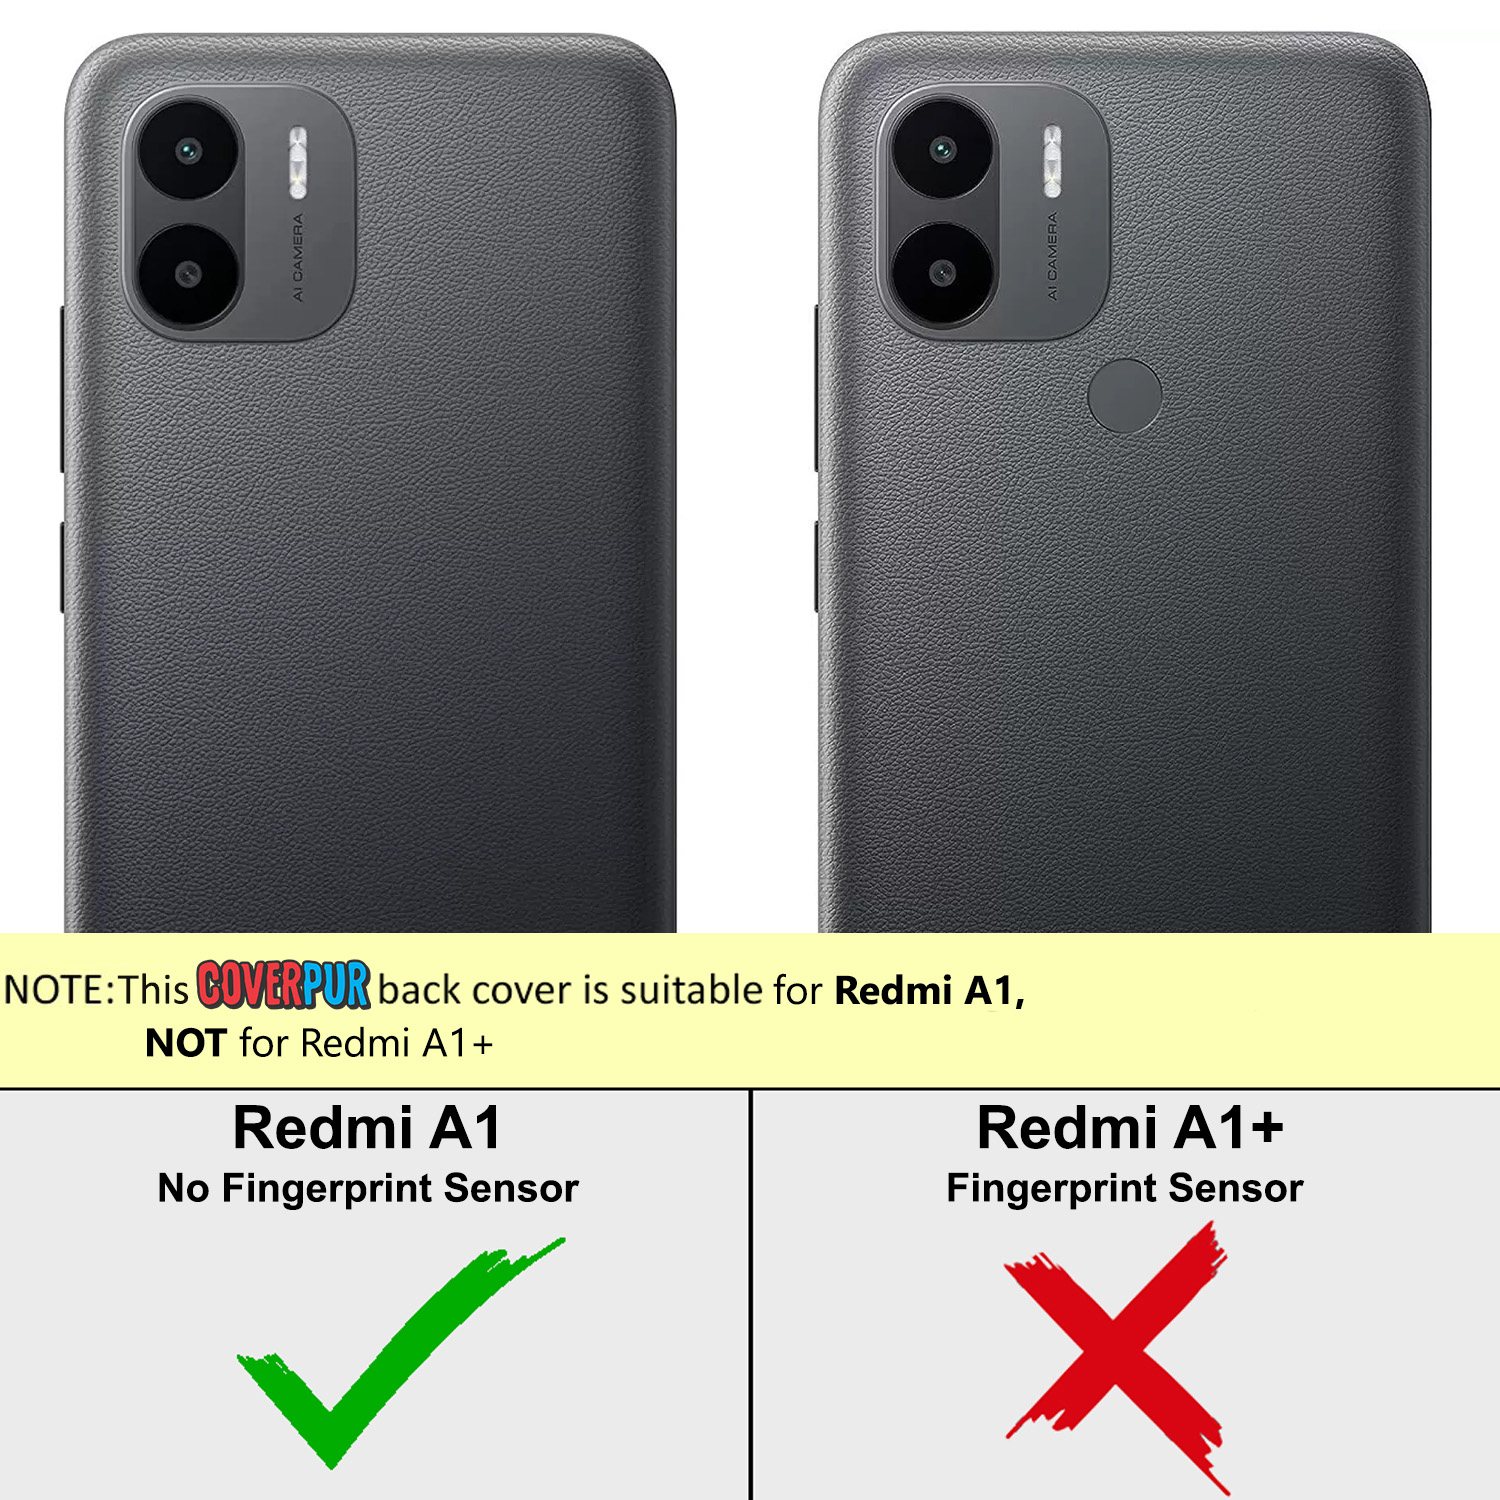 AI CAMERA
AI CAMERA
NOTE:This COVERPUR back cover is suitable for Redmi A1,
NOT for Redmi A1+
Redmi A1
No Fingerprint Sensor
Redmi A1+
Fingerprint Sensor